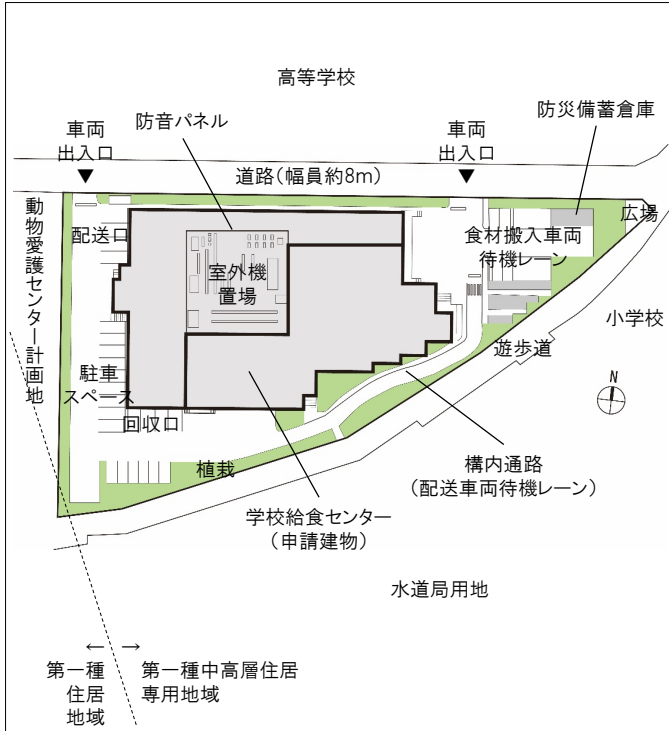 高等学校
防災備蓄倉庫
車両
出入口
防音パネル
車両
出入口
道路(幅員約8m)
動物愛護センター計画地
配送口
広場
食材搬入車両
待機レーン
室外機
置場
小学校
遊歩道
N
駐車
スペース
回収口
植栽
構内通路
(配送車両待機レーン)
学校給食センター
(申請建物)
水道局用地
← →
第一種
住居
地域
第一種中高層住居
専用地域